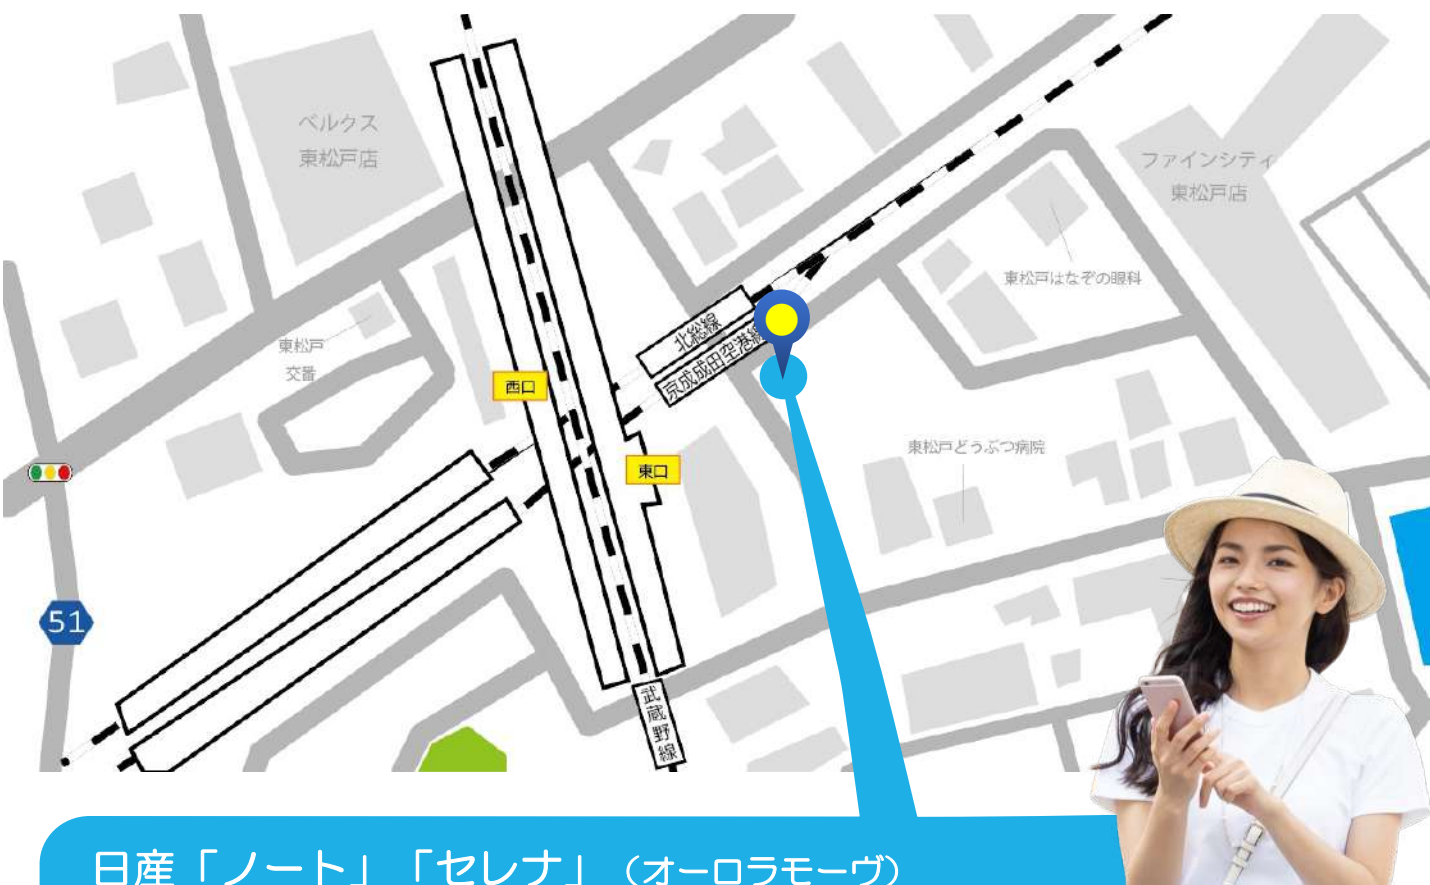 ベルクス
東松戸店
ファインシティ
東松戸店
東松戸はなぞの眼科
北総線
京成成田空港線
東松戸
交番
西口
東口
東松戸どうぶつ病院
51
武蔵野線
日産「ノート」「セレナ」（オーロラモーヴ）